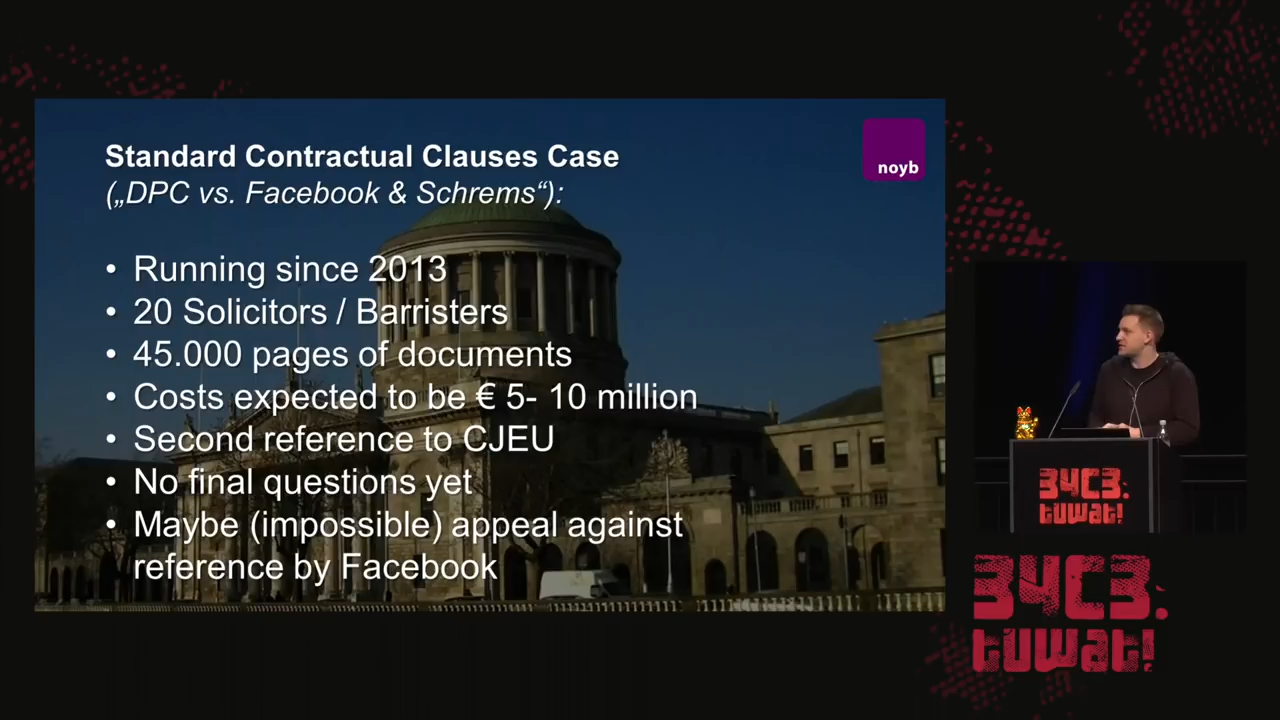 Standard Contractual Clauses Case
(„DPC vs. Facebook & Schrems“):
noyb
• Running since 2013
• 20 Solicitors / Barristers
• 45.000 pages of documents
• Costs expected to be € 5- 10 million
• Second reference to CJEU
• No final questions yet
• Maybe (impossible) appeal against
reference by Facebook
34C3.
tuwat!
34C3.
tuwat!